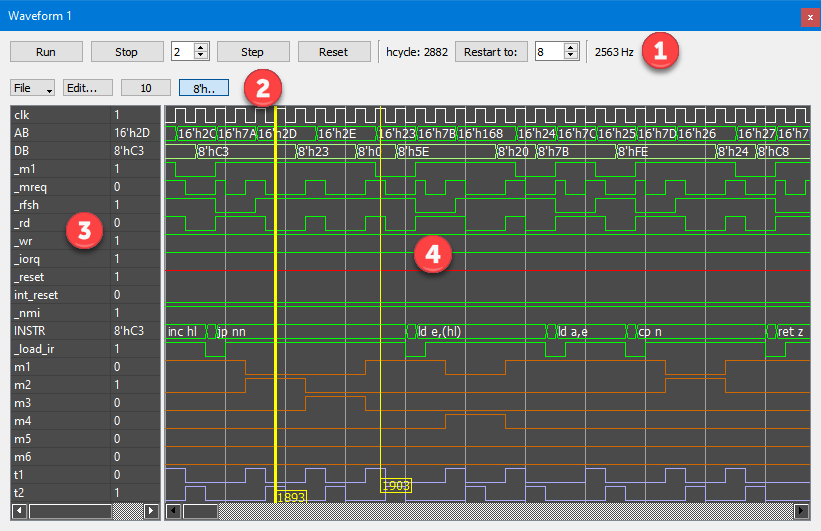 Waveform 1 x
Run Stop 2 Step Reset hcycle: 2882 Restart to: 8 2563 Hz 1
File Edit... 10 8'h.. 2
clk 1
AB 16'h2D 16'h2C 16'h7A 16'h2D 16'h2E 16'h23 16'h7B 16'h168 16'h24 16'h7C 16'h25 16'h7D 16'h26 16'h27 16'h7
DB 8'hC3 8'hC3 8'h23 8'h0 8'h5E 8'h20 8'h7B 8'hFE 8'h24 8'hC8
_m1 1
_mreq 0
_rfsh 1
_rd 0
3
_wr 1
4
_iorq 1
_reset 1
int_reset 0
_nmi 1
INSTR 8'hC3 inc hl jp nn ld e,(hl) ld a,e cp n ret z
_load_ir 1
m1 0
m2 1
m3 0
m4 0
m5 0
m6 0
t1 0
1903
t2 1
1893